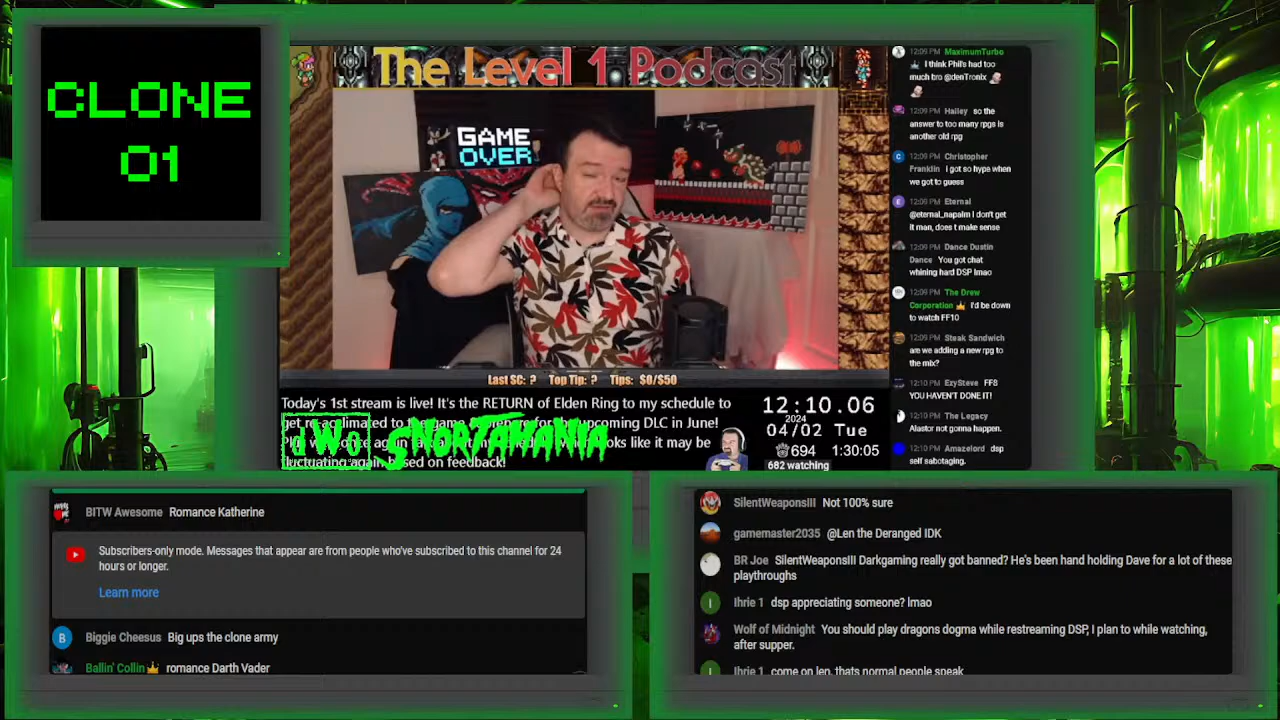 CLONE
01
The Level 1 Podcast
GAME
OVER
Last SC: ? Top Tip: ? Tips: $0/$50
Today's 1st stream is live! It's the RETURN of Elden Ring to my schedule to
upcoming DLC in June!
looks like it may be
fluctuating again based on feedback!
SNORTAMANIA
12:10.06
2024
04/02 Tue
694
1:30:05
682 watching
12:09 PM MaximumTurbo
I think Phil's had too
much bro @denTronix
12:09 PM Hailey so the
answer to too many rpgs is
another old rpg
12:09 PM Christopher
Franklin I got so hype when
we got to guess
12:09 PM Eternal
@eternal_napalm I don't get
it man, does t make sense
12:09 PM Dance Dustin
Dance You got chat
whining hard DSP lmao
12:09 PM The Drew
Corporation I'd be down
to watch FF10
12:09 PM Steak Sandwich
are we adding a new rpg to
the mix?
12:10 PM EzySteve FF8
YOU HAVEN'T DONE IT!
12:10 PM The Legacy
Alastor not gonna happen.
12:10 PM Amazelord dsp
self sabotaging.
BITW Awesome Romance Katherine
Subscribers-only mode. Messages that appear are from people who've subscribed to this channel for 24
hours or longer.
Learn more
B Biggie Cheesus Big ups the clone army
Ballin' Collin romance Darth Vader
SilentWeaponsIII Not 100% sure
gamemaster2035 @Len the Deranged IDK
BR Joe SilentWeaponsIII Darkgaming really got banned? He's been hand holding Dave for a lot of these
playthroughs
I Ihrie 1 dsp appreciating someone? lmao
Wolf of Midnight You should play dragons dogma while restreaming DSP, I plan to while watching,
after supper.
Ihrie 1 come on len, thats normal people speak